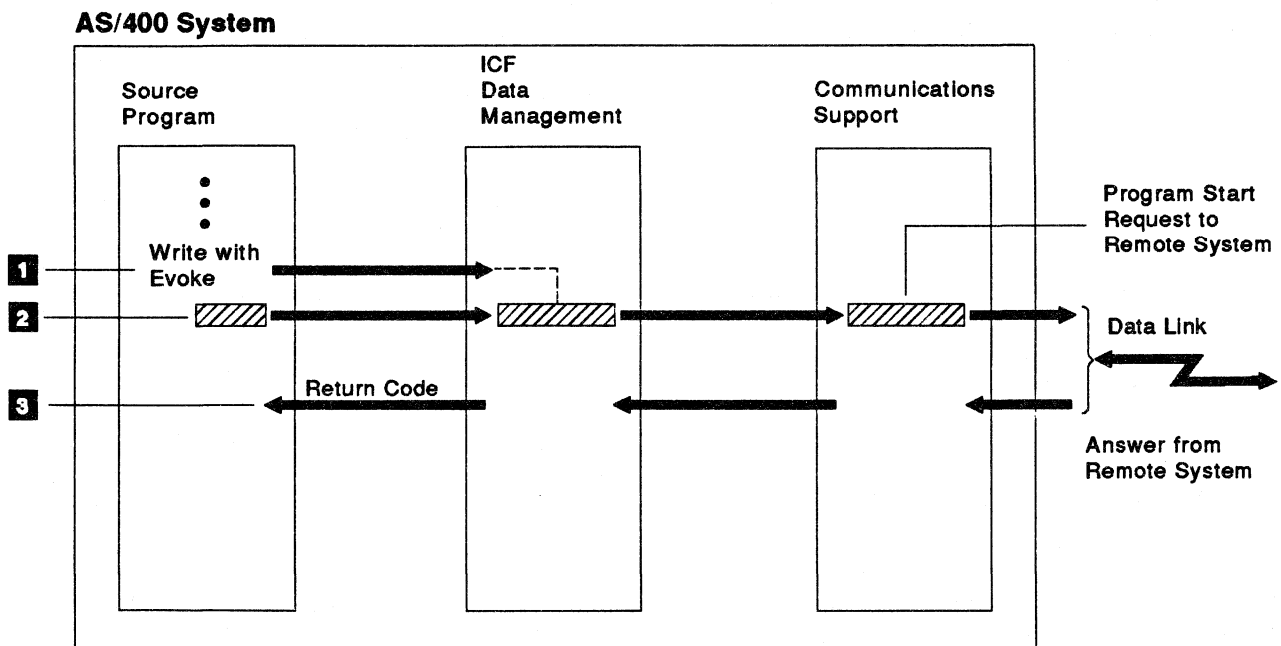 AS/400 System
Source
Program
ICF
Data
Management
Communications
Support
Program Start
Request to
Remote System
1
Write with
Evoke
2
Data Link
3
Return Code
Answer from
Remote System